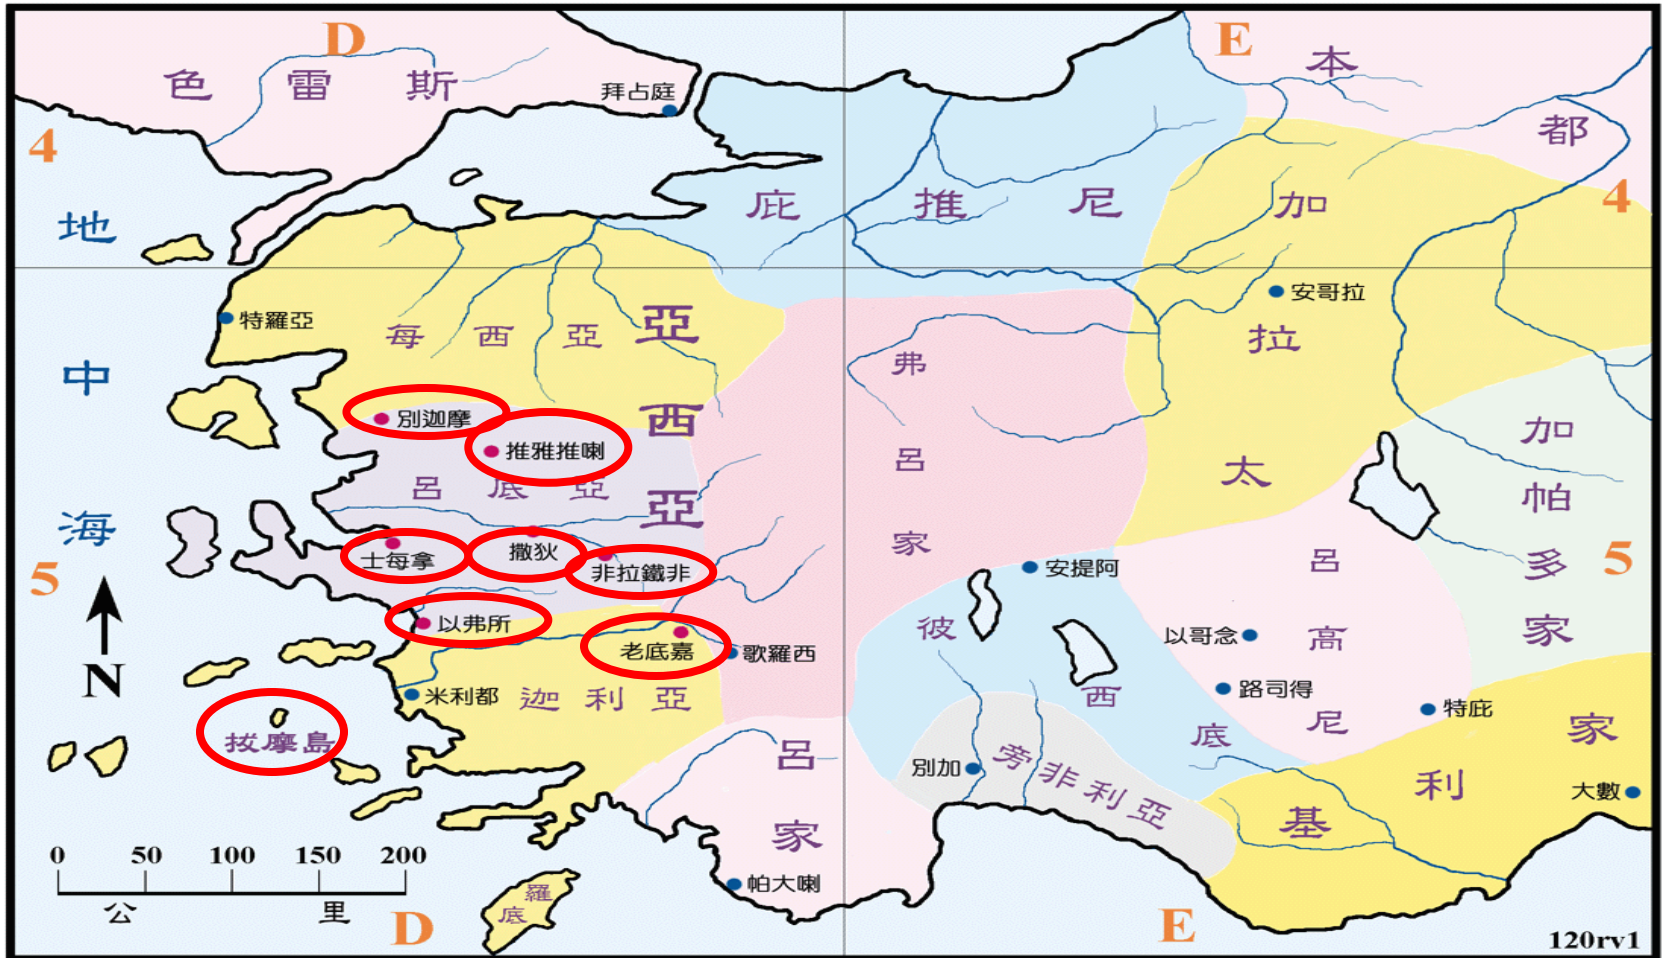 D
E
色 雷 斯
本
拜占庭
都
4
4
地
庇 推 尼
加
安哥拉
特羅亞
每 西 亞
亞 西 亞
拉
弗 呂 家
中
別迦摩
推雅推喇
呂 底 亞
太
加 帕 多 家
海
士每拿
撒狄
非拉鐵非
安提阿
5
5
呂 高 尼
以弗所
老底嘉
歌羅西
彼 西 底
以哥念
N
米利都
迦 利 亞
路司得
特庇
拔摩島
呂 家
別加
旁 非 利 亞
基 利 家
大數
0 50 100 150 200
公 里
帕大喇
羅 底
D
E
120rv1